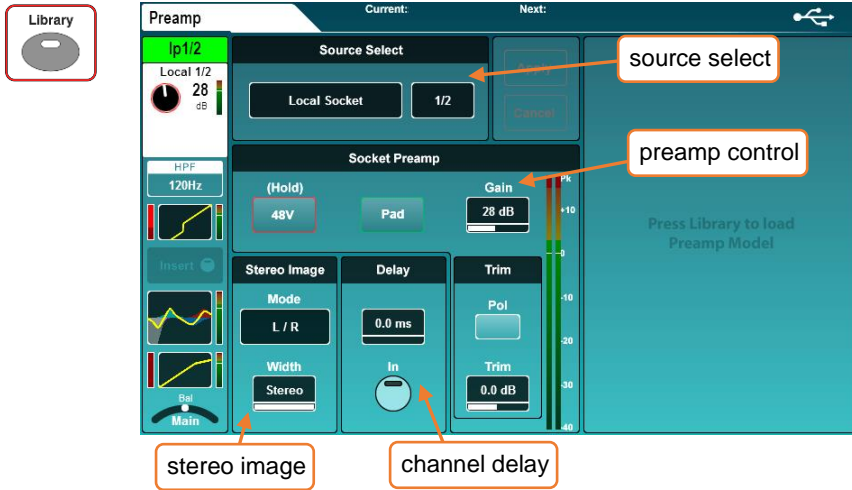 Library
Preamp
Current:
Next:
Ip1/2
Local 1/2
28
dB
HPF
120Hz
Insert
Bal
Main
Source Select
Local Socket
1/2
Apply
Cancel
source select
Socket Preamp
(Hold)
48V
Pad
Gain
28 dB
preamp control
Pk
+10
0
-10
-20
-30
-40
Press Library to load
Preamp Model
Stereo Image
Mode
L / R
Width
Stereo
Delay
0.0 ms
In
Trim
Pol
Trim
0.0 dB
stereo image
channel delay